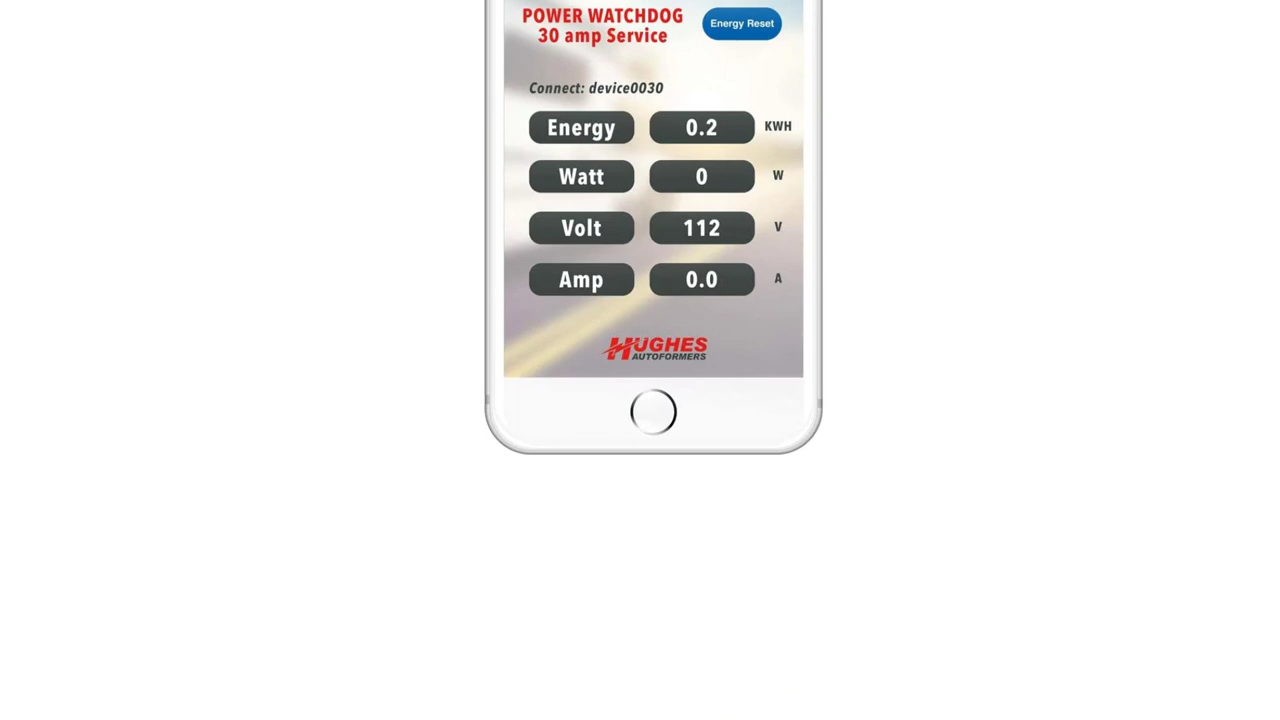 POWER WATCHDOG
30 amp Service
Energy Reset
Connect: device0030
Energy 0.2 KWH
Watt 0 W
Volt 112 V
Amp 0.0 A
HUGHES
AUTOFORMERS